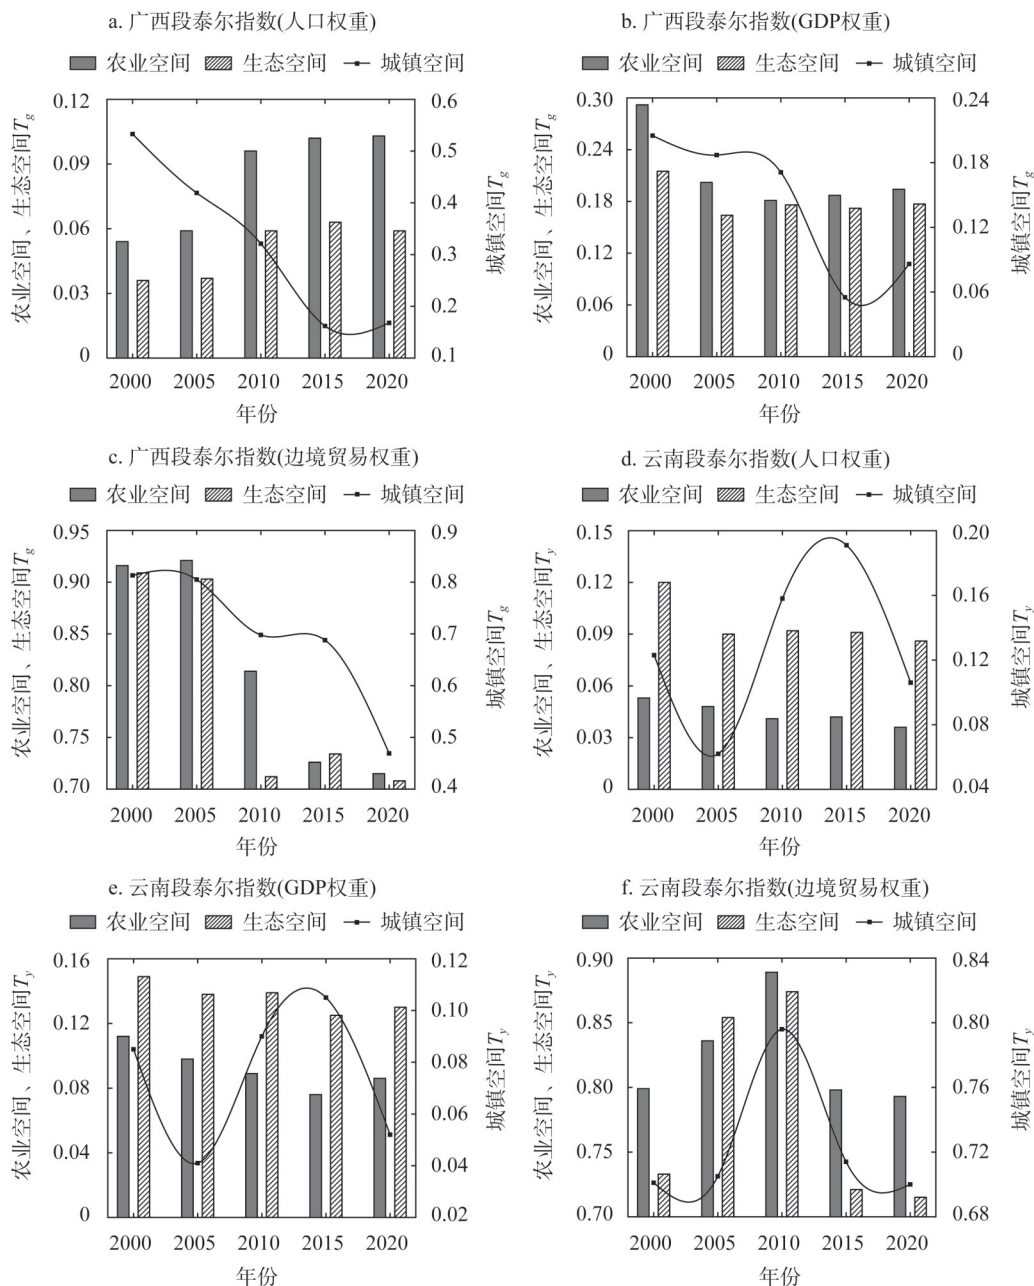 a. 广西段泰尔指数(人口权重)
农业空间 生态空间 城镇空间
农业空间、生态空间Tg
0.12
0.09
0.06
0.03
0
0.6
0.5
0.4
0.3
0.2
0.1
城镇空间Tg
2000 2005 2010 2015 2020
年份
b. 广西段泰尔指数(GDP权重)
农业空间 生态空间 城镇空间
农业空间、生态空间Tg
0.30
0.24
0.18
0.12
0.06
0
0.24
0.18
0.12
0.06
0
城镇空间Tg
2000 2005 2010 2015 2020
年份
c. 广西段泰尔指数(边境贸易权重)
农业空间 生态空间 城镇空间
农业空间、生态空间Tg
0.95
0.90
0.85
0.80
0.75
0.70
0.9
0.8
0.7
0.6
0.5
0.4
城镇空间Tg
2000 2005 2010 2015 2020
年份
d. 云南段泰尔指数(人口权重)
农业空间 生态空间 城镇空间
农业空间、生态空间Ty
0.15
0.12
0.09
0.06
0.03
0
0.20
0.16
0.12
0.08
0.04
城镇空间Ty
2000 2005 2010 2015 2020
年份
e. 云南段泰尔指数(GDP权重)
农业空间 生态空间 城镇空间
农业空间、生态空间Ty
0.16
0.12
0.08
0.04
0
0.12
0.10
0.08
0.06
0.04
0.02
城镇空间Ty
2000 2005 2010 2015 2020
年份
f. 云南段泰尔指数(边境贸易权重)
农业空间 生态空间 城镇空间
农业空间、生态空间Ty
0.90
0.85
0.80
0.75
0.70
0.84
0.80
0.76
0.72
0.68
城镇空间Ty
2000 2005 2010 2015 2020
年份